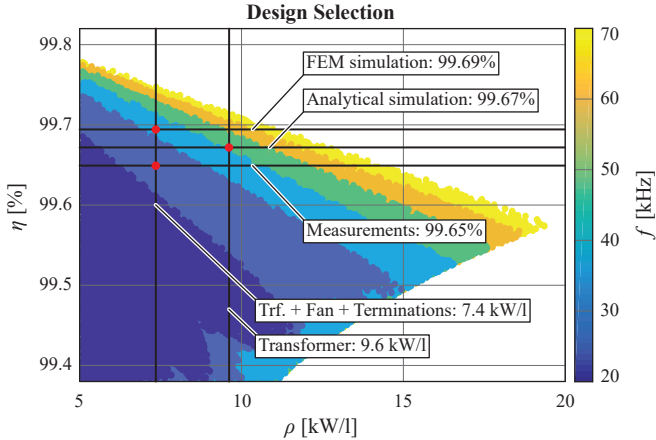 Design Selection
99.8
99.7
99.6
99.5
99.4
η [%]
FEM simulation: 99.69%
Analytical simulation: 99.67%
Measurements: 99.65%
Trf. + Fan + Terminations: 7.4 kW/l
Transformer: 9.6 kW/l
5
10
15
20
ρ [kW/l]
70
60
50
40
30
20
f [kHz]